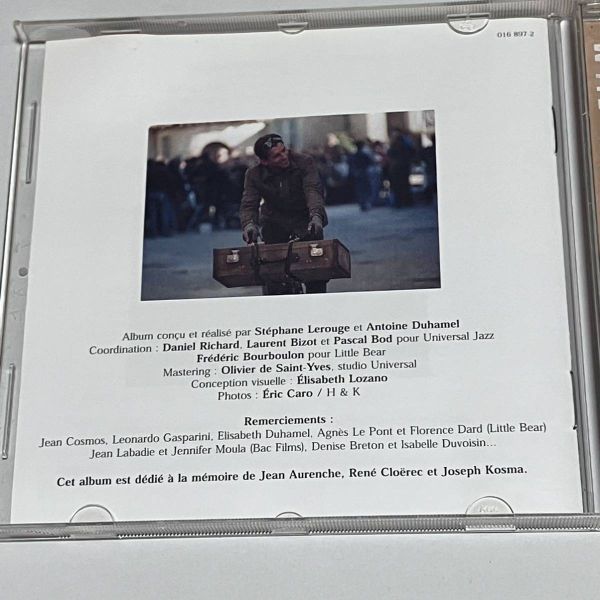 016 897 2
Album conçu et réalisé par Stéphane Lerouge et Antoine Duhamel
Coordination : Daniel Richard, Laurent Bizot et Pascal Bod pour Universal Jazz
Frédéric Bourboulon pour Little Bear
Mastering : Olivier de Saint-Yves, studio Universal
Conception visuelle : Élisabeth Lozano
Photos : Éric Caro / H & K
Remerciements :
Jean Cosmos, Leonardo Gasparini, Elisabeth Duhamel, Agnès Le Pont et Florence Dard (Little Bear)
Jean Labadie et Jennifer Moula (Bac Films), Denise Breton et Isabelle Duvoisin...
Cet album est dédié à la mémoire de Jean Aurenche, René Cloërec et Joseph Kosma.